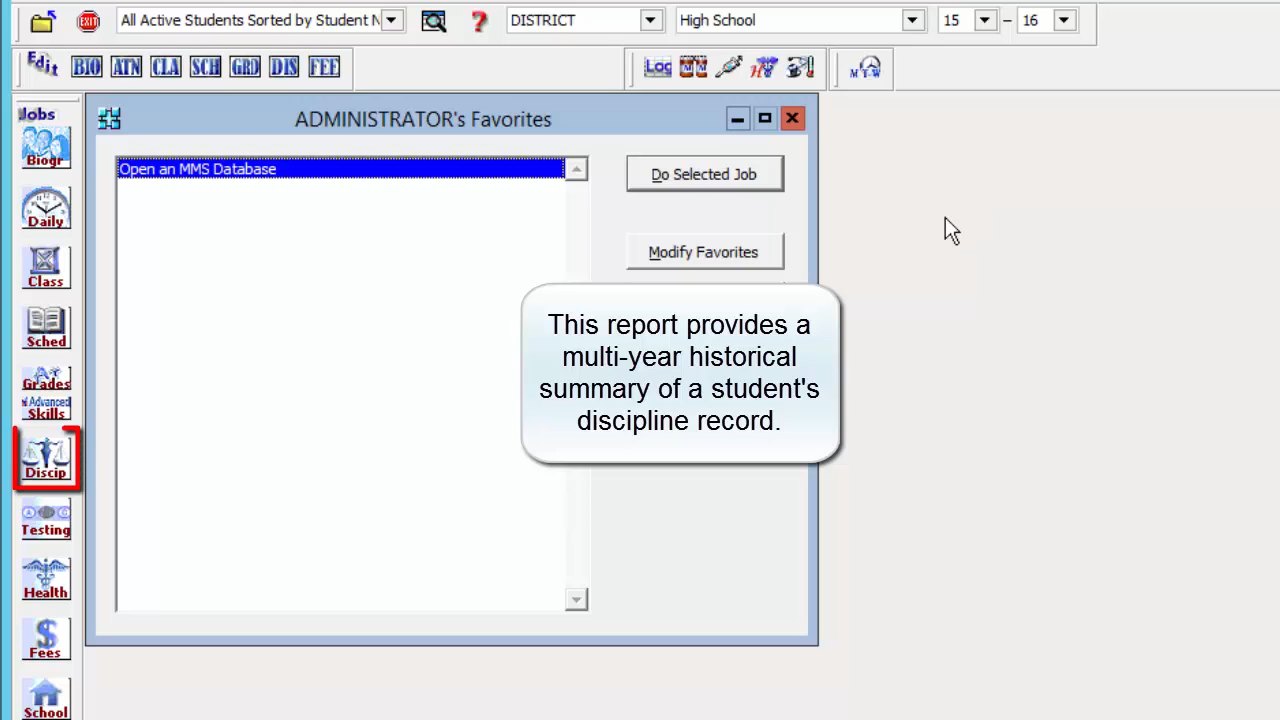 EXIT
All Active Students Sorted by Student N
?
DISTRICT
High School
15
–
16
Edit
BIO
ATN
CLA
SCH
GRD
DIS
FEE
Log
M T-W
Jobs
Biogr
Daily
Class
Sched
Grades
Advanced
Skills
Discip
Testing
Health
$
Fees
School
ADMINISTRATOR's Favorites
Open an MMS Database
Do Selected Job
Modify Favorites
This report provides a
multi-year historical
summary of a student's
discipline record.